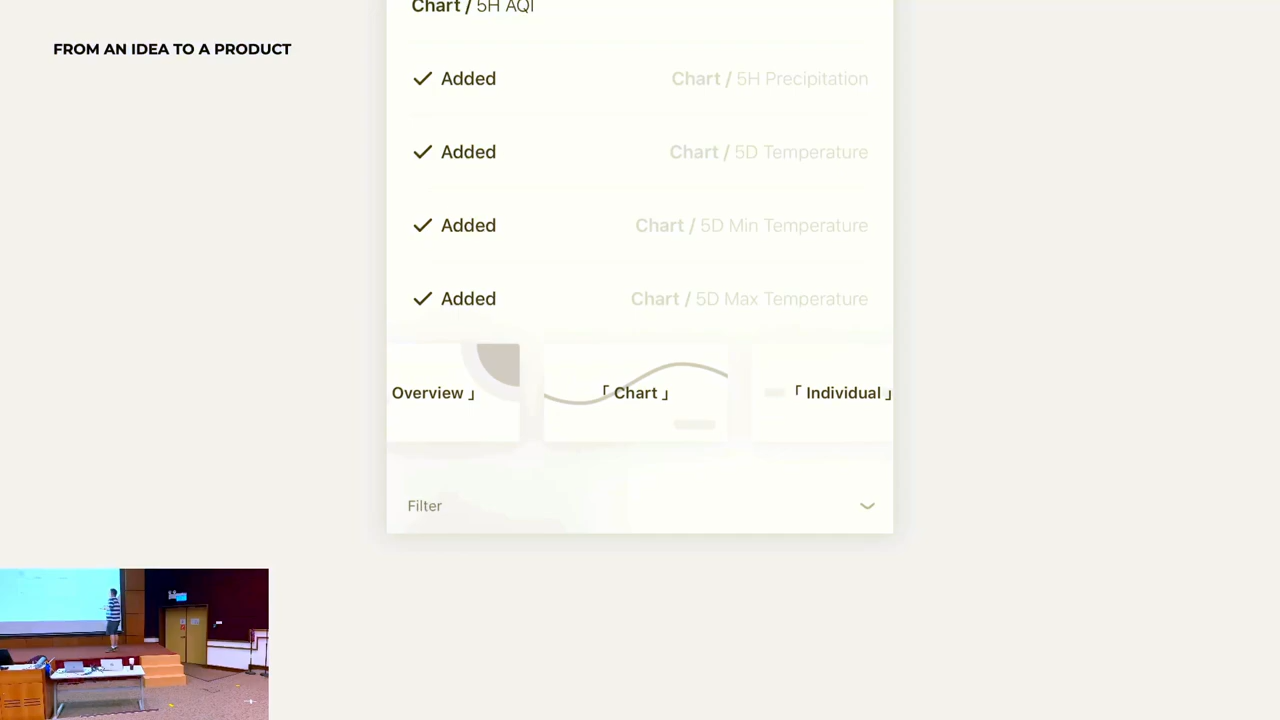 FROM AN IDEA TO A PRODUCT
Chart / 5H AQI
Added Chart / 5H Precipitation
Added Chart / 5D Temperature
Added Chart / 5D Min Temperature
Added Chart / 5D Max Temperature
Overview 」 「 Chart 」 「 Individual 」
Filter